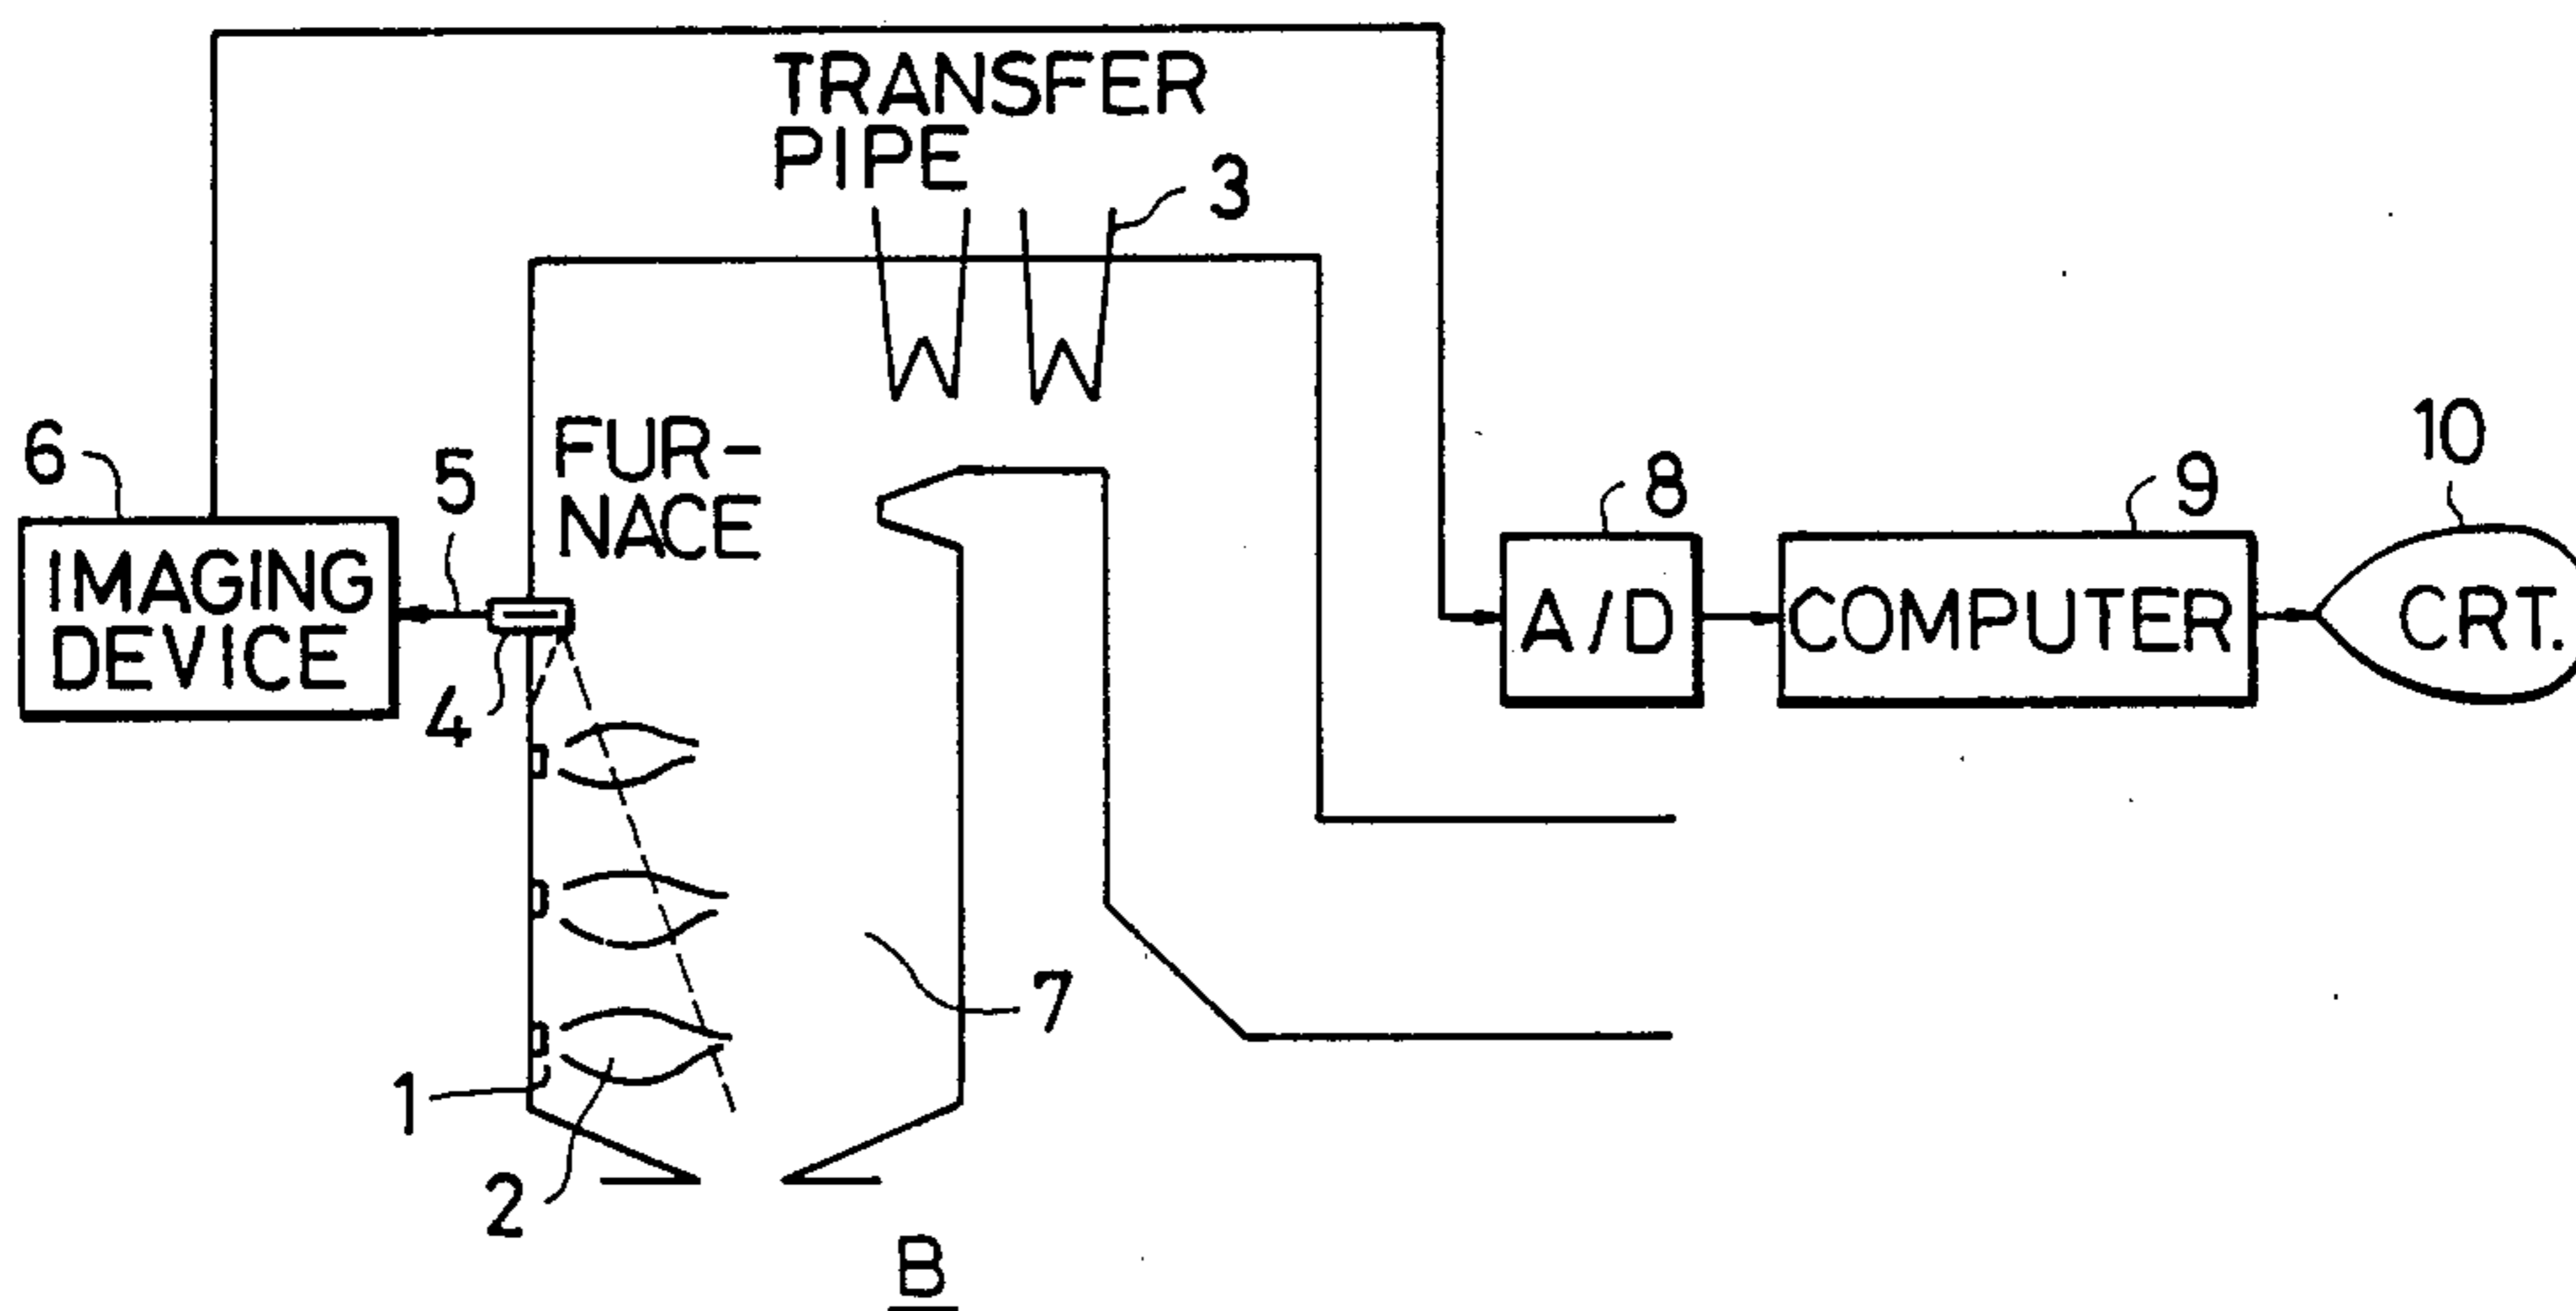 TRANSFER
PIPE
3
FUR-
NACE
6
5
IMAGING
DEVICE
4
8
9
10
A/D
COMPUTER
CRT.
7
1
2
B